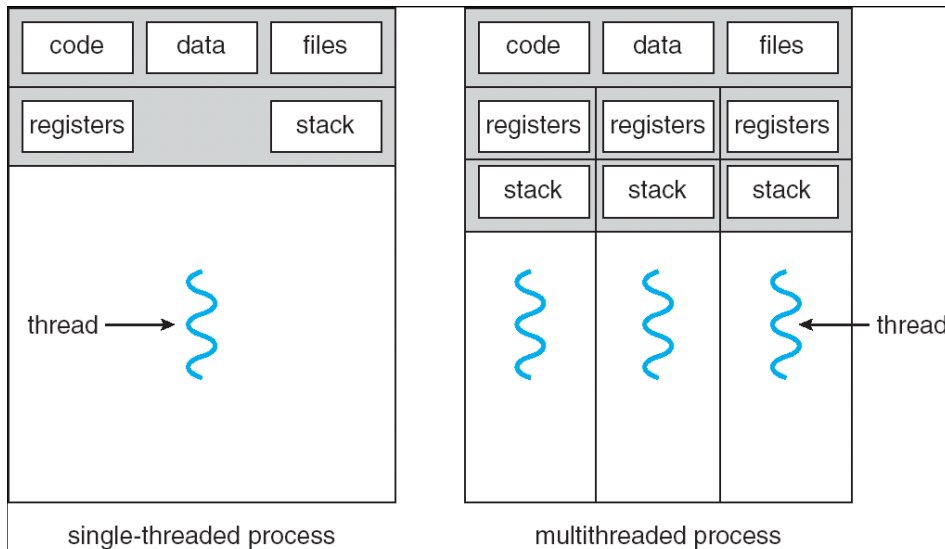 code data files
registers stack
thread
single-threaded process
code data files
registers registers registers
stack stack stack
thread
multithreaded process